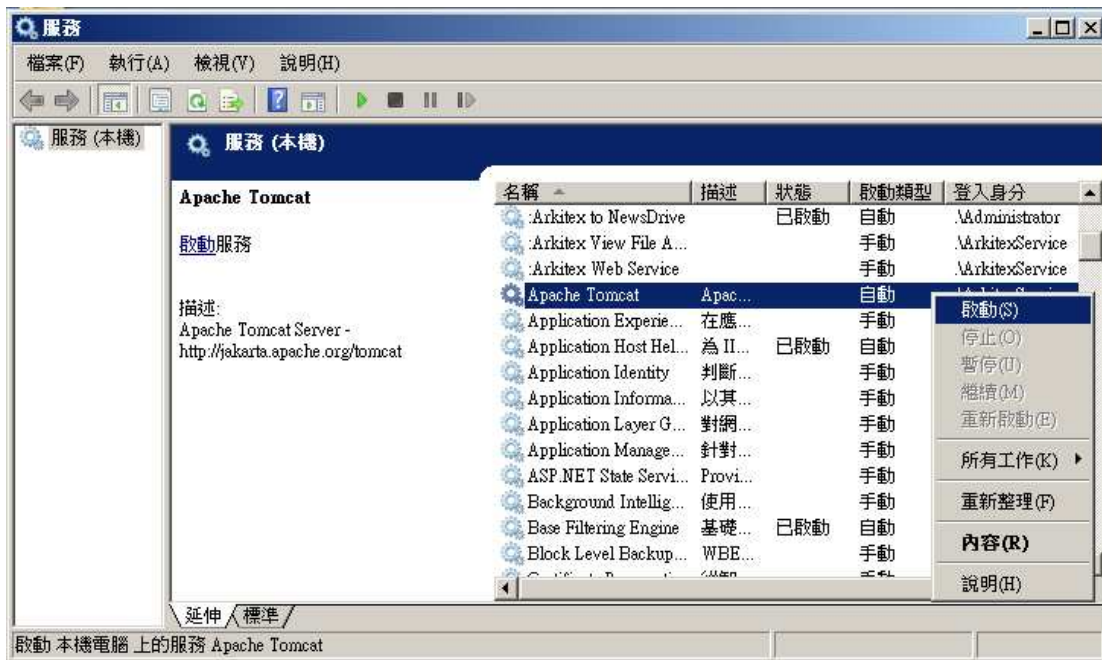 服務
檔案(F) 執行(A) 檢視(V) 說明(H)
服務 (本機)
服務 (本機)
Apache Tomcat
啟動服務
描述:
Apache Tomcat Server -
http://jakarta.apache.org/tomcat
名稱 描述 狀態 啟動類型 登入身分
:Arkitex to NewsDrive 已啟動 自動 .\Administrator
:Arkitex View File A... 手動 .\ArkitexService
:Arkitex Web Service 手動 .\ArkitexService
Apache Tomcat Apac... 自動
Application Experie... 在應... 手動
Application Host Hel... 為 II... 已啟動 自動
Application Identity 判斷... 手動
Application Informa... 以其... 手動
Application Layer G... 對網... 手動
Application Manage... 針對... 手動
ASP.NET State Servi... Provi... 手動
Background Intellig... 使用... 手動
Base Filtering Engine 基礎... 已啟動 自動
Block Level Backup... WBE... 手動
啟動(S)
停止(O)
暫停(U)
繼續(M)
重新啟動(E)
所有工作(K)
重新整理(F)
內容(R)
說明(H)
延伸 標準
啟動 本機電腦 上的服務 Apache Tomcat